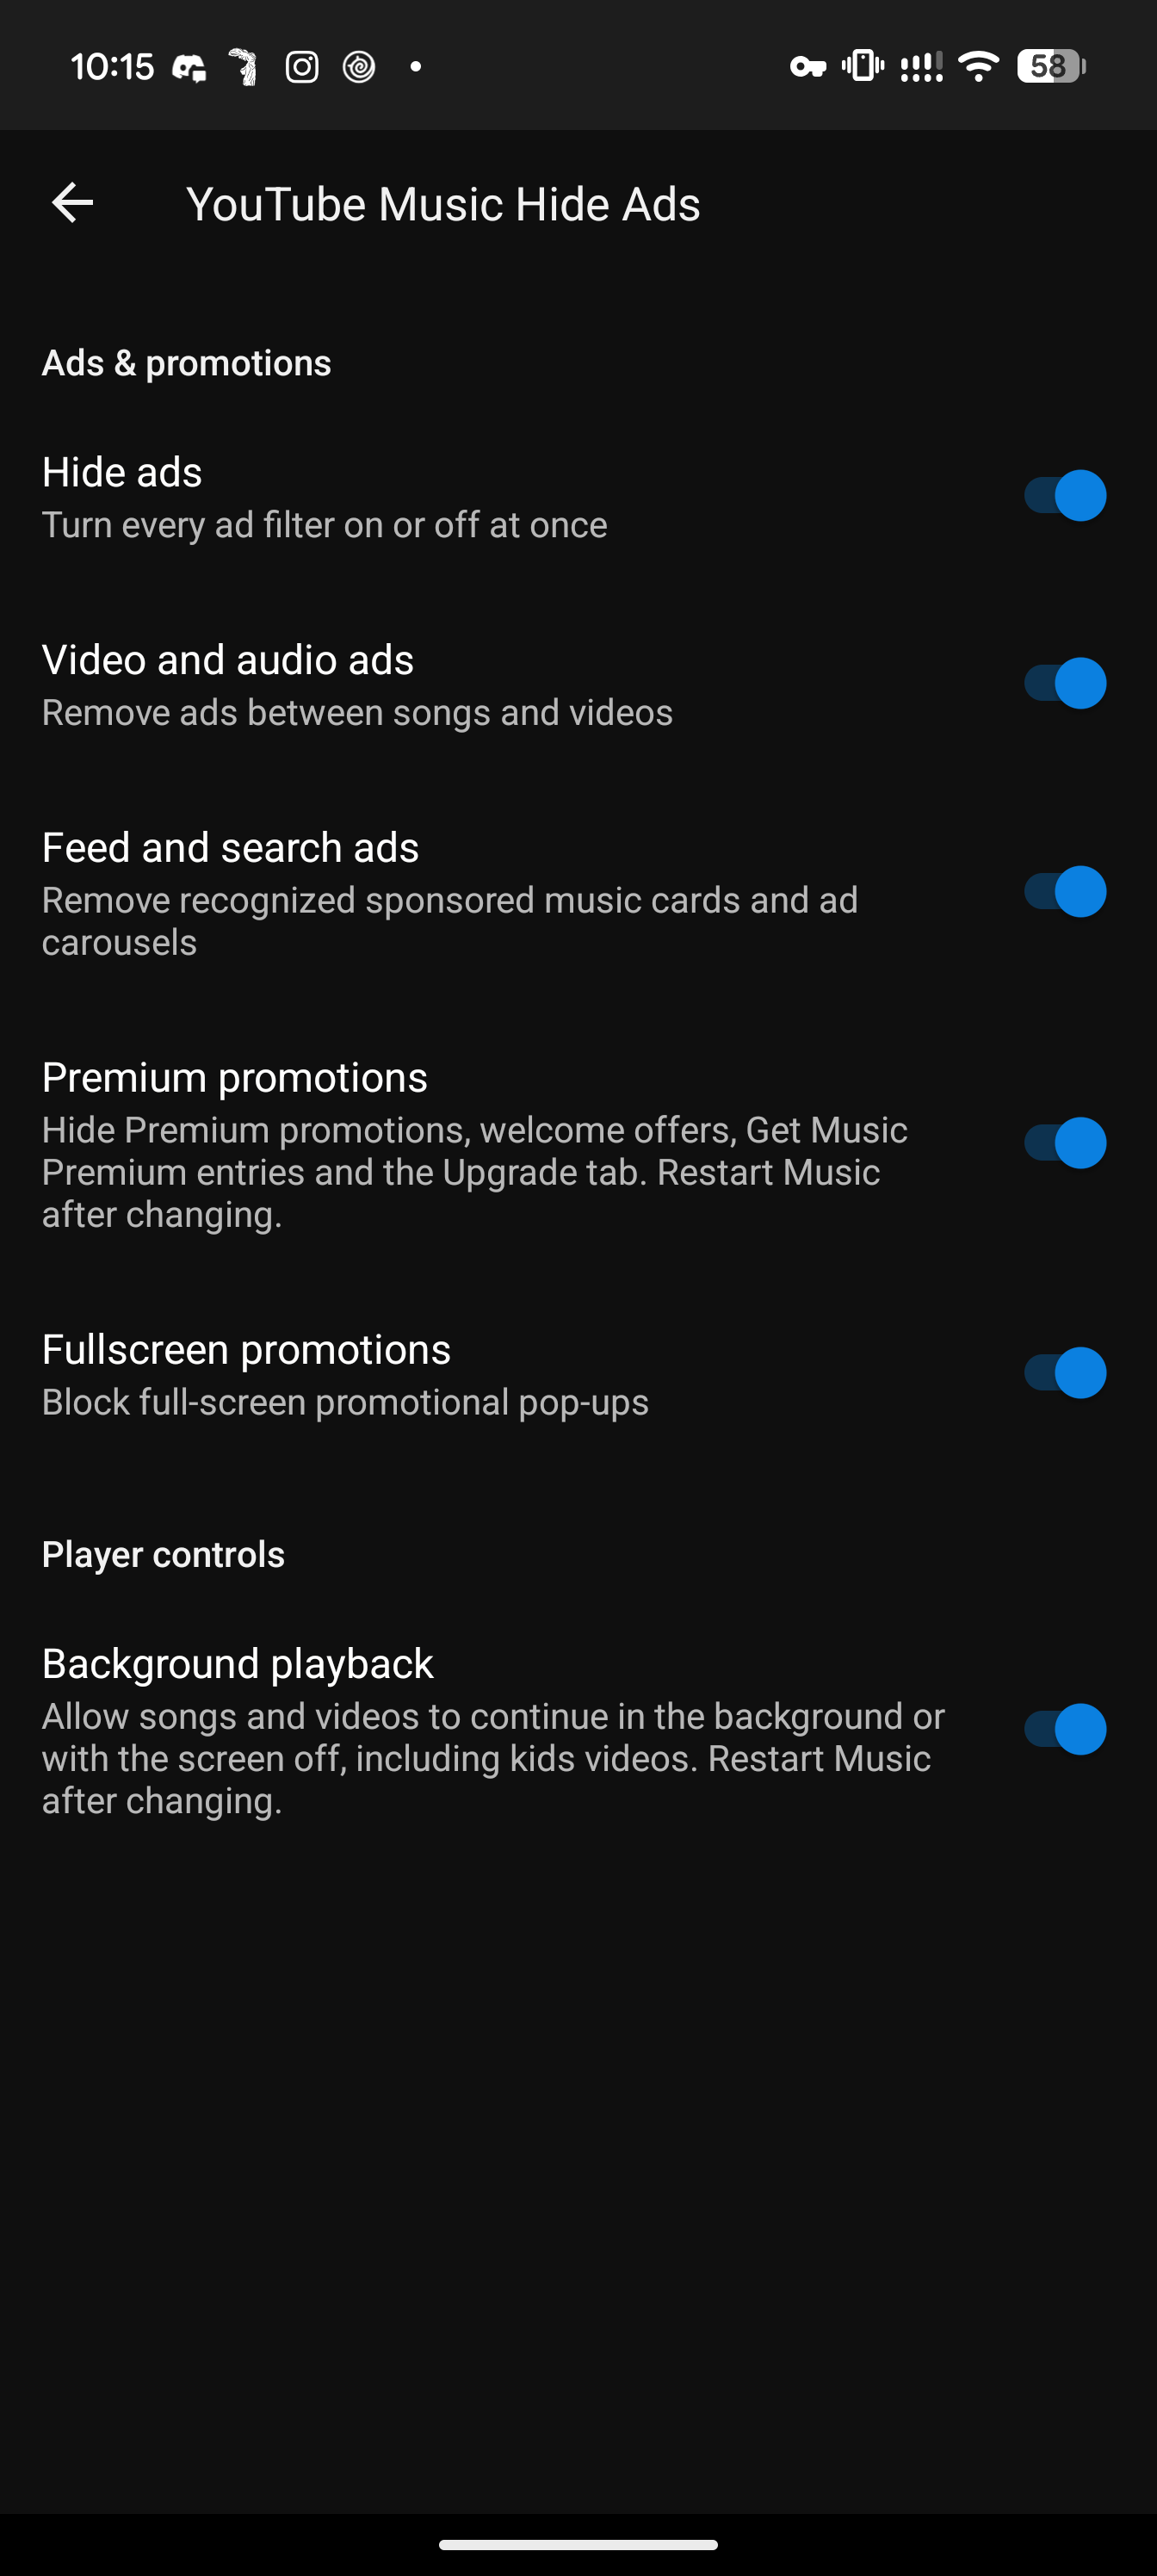 10:15
58
YouTube Music Hide Ads
Ads & promotions
Hide ads
Turn every ad filter on or off at once
Video and audio ads
Remove ads between songs and videos
Feed and search ads
Remove recognized sponsored music cards and ad
carousels
Premium promotions
Hide Premium promotions, welcome offers, Get Music
Premium entries and the Upgrade tab. Restart Music
after changing.
Fullscreen promotions
Block full-screen promotional pop-ups
Player controls
Background playback
Allow songs and videos to continue in the background or
with the screen off, including kids videos. Restart Music
after changing.